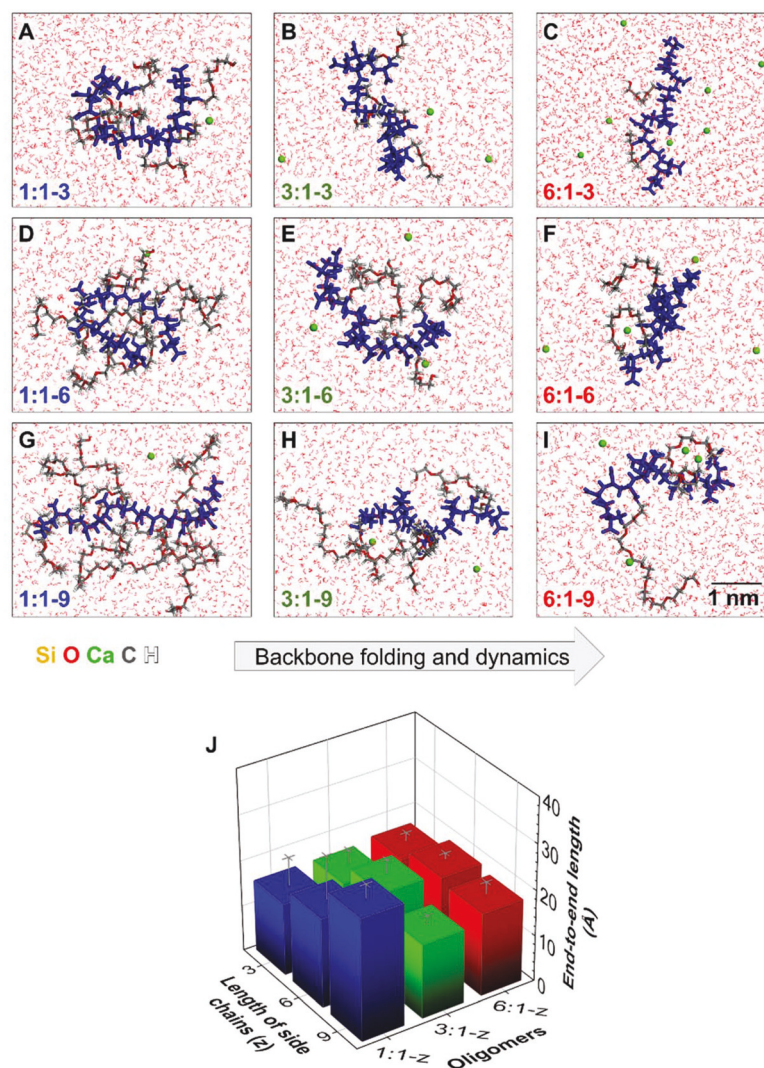 A B C
1:1-3 3:1-3 6:1-3
D E F
1:1-6 3:1-6 6:1-6
G H I
1:1-9 3:1-9 6:1-9
1 nm
Si O Ca C H
Backbone folding and dynamics
J
40
30
20
10
0
End-to-end length
(Å)
3
6
9
Length of side
chains (z)
1:1-z
3:1-z
6:1-z
Oligomers